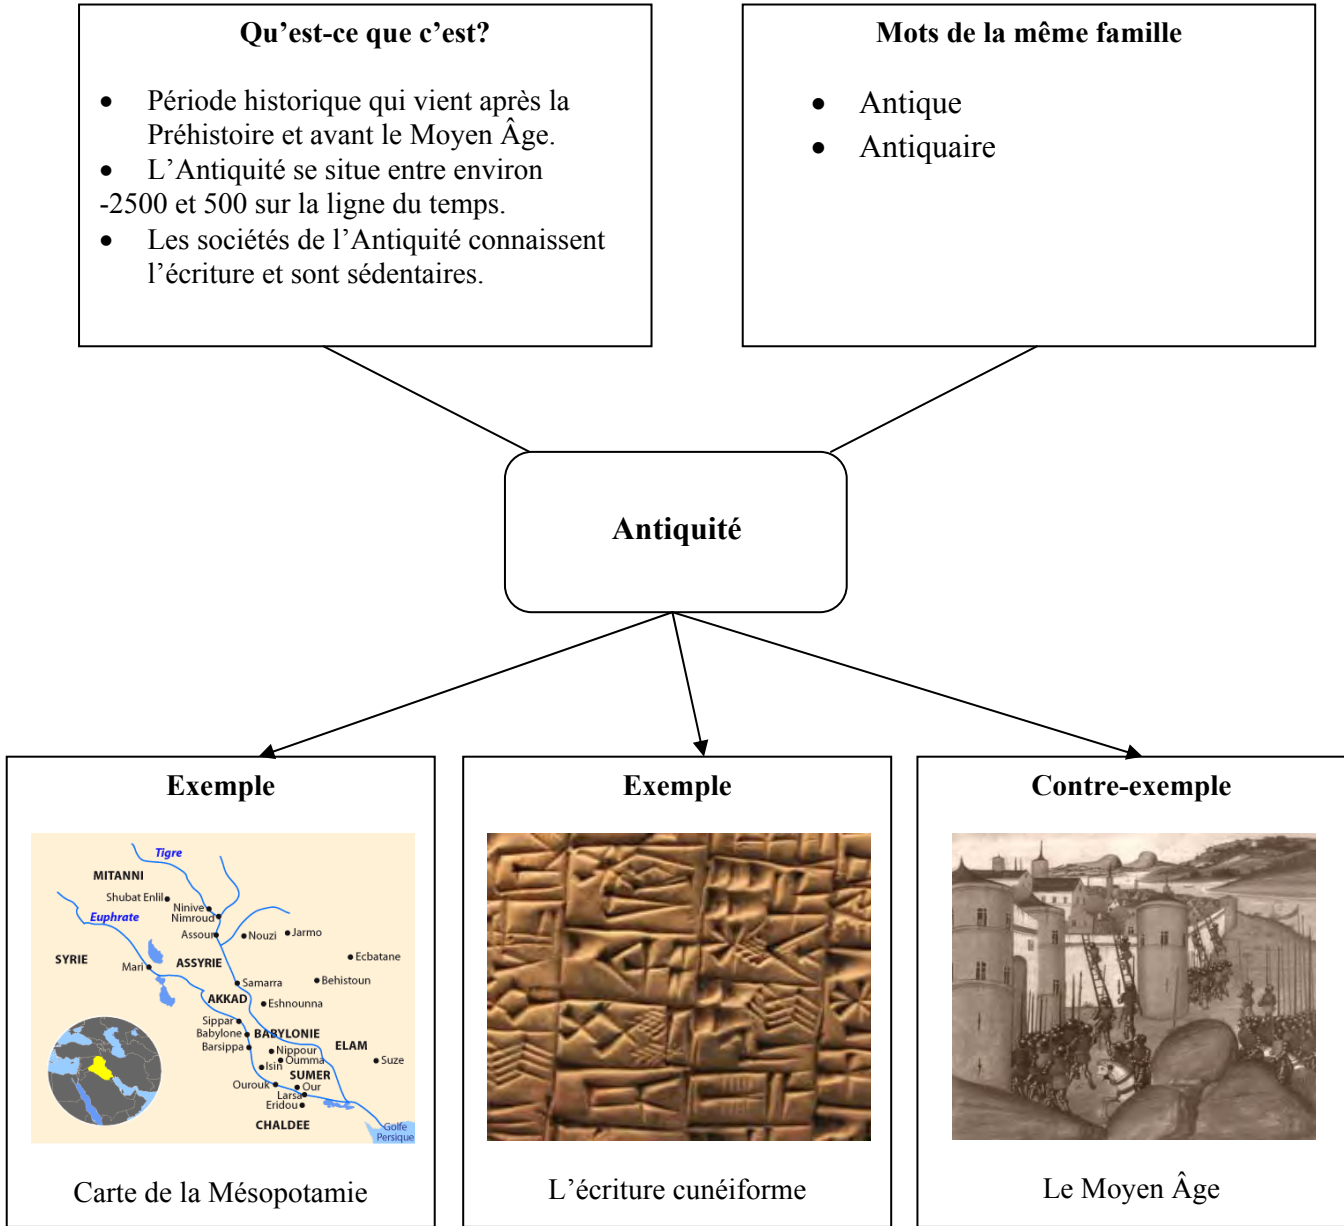 Qu’est-ce que c’est?
• Période historique qui vient après la
Préhistoire et avant le Moyen Âge.
• L’Antiquité se situe entre environ
-2500 et 500 sur la ligne du temps.
• Les sociétés de l’Antiquité connaissent
l’écriture et sont sédentaires.
Mots de la même famille
• Antique
• Antiquaire
Antiquité
Exemple
Tigre
MITANNI
Shubat Enlil
Ninive
Euphrate
Nimroud
Assour
Nouzi
Jarmo
SYRIE
Mari
ASSYRIE
Ecbatane
Samarra
Behistoun
AKKAD
Eshnounna
Sippar
Babylone
BABYLONIE
Barsippa
Nippour
ELAM
Oumma
Suze
Isin
SUMER
Ourouk
Our
Larsa
Eridou
CHALDEE
Golfe
Persique
Carte de la Mésopotamie
Exemple
L’écriture cunéiforme
Contre-exemple
Le Moyen Âge